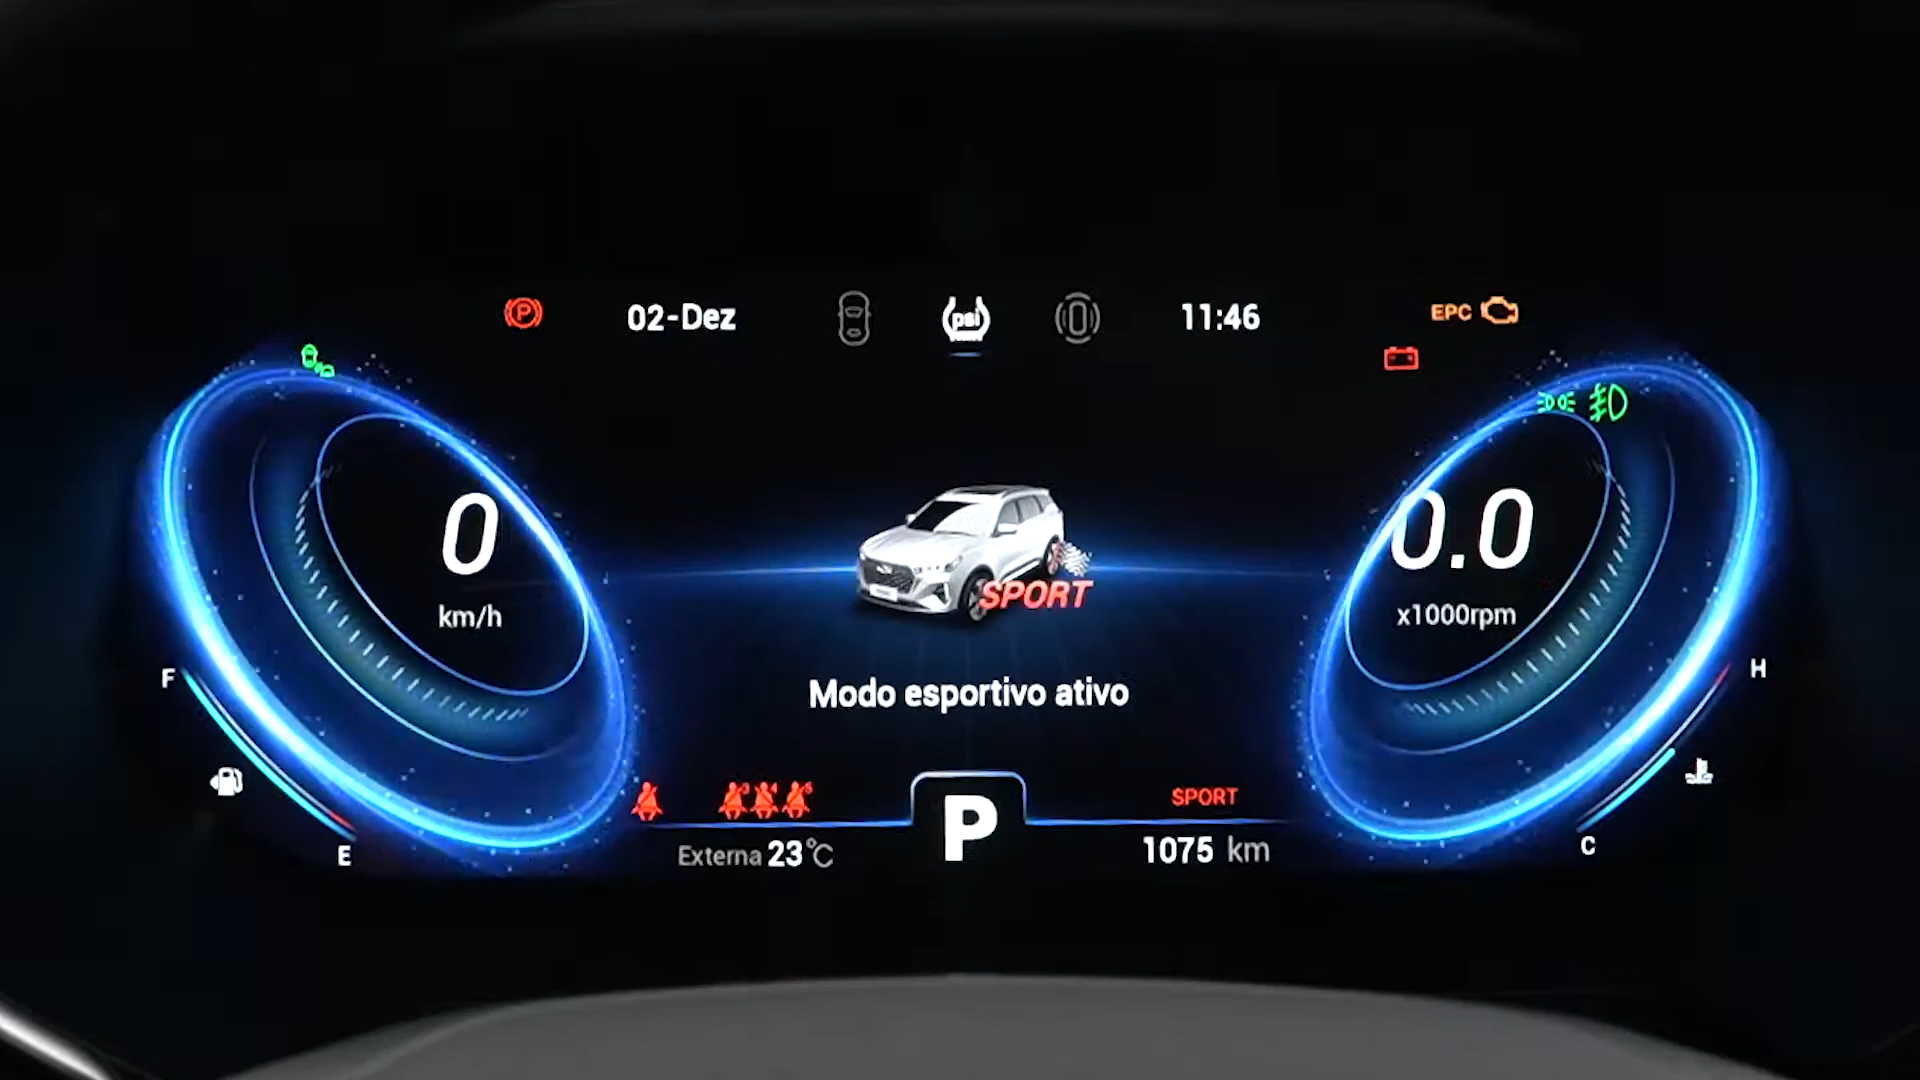 02-Dez
psi
11:46
EPC
0
km/h
0.0
x1000rpm
SPORT
Modo esportivo ativo
F
E
H
C
P
SPORT
Externa 23°C
1075 km